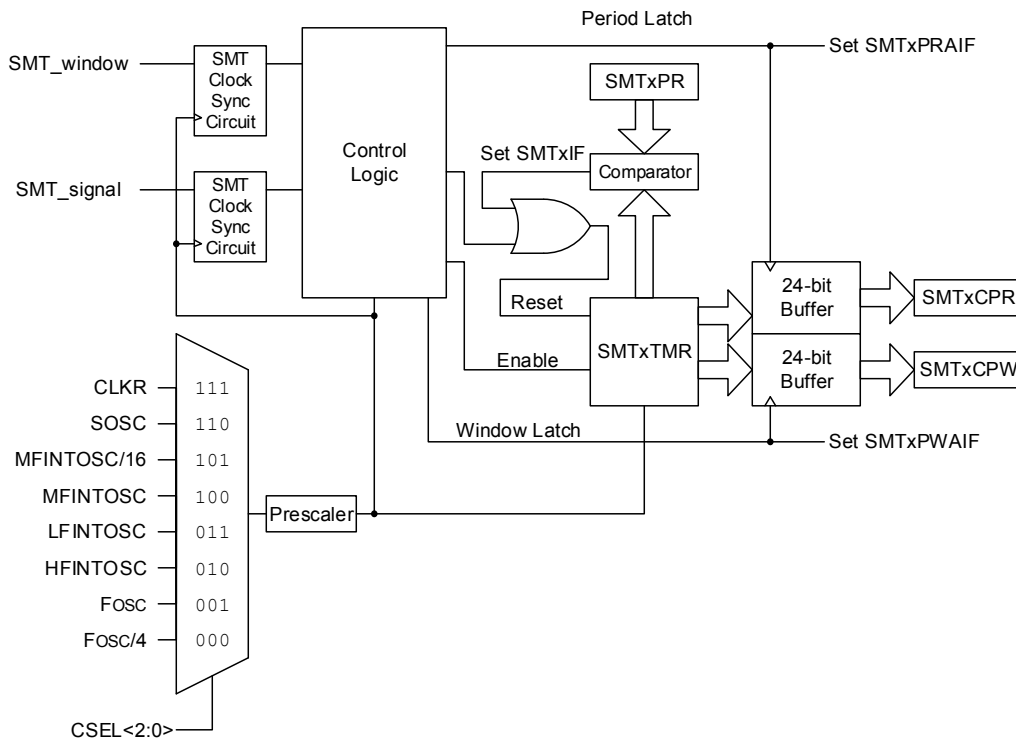 Period Latch
Set SMTxPRAIF
SMT_window
SMT
Clock
Sync
Circuit
SMTxPR
Control
Logic
Set SMTxIF
Comparator
SMT_signal
SMT
Clock
Sync
Circuit
24-bit
Buffer
SMTxCPR
Reset
SMTxTMR
Enable
24-bit
Buffer
SMTxCPW
Window Latch
Set SMTxPWAIF
CLKR 111
SOSC 110
MFINTOSC/16 101
MFINTOSC 100
LFINTOSC 011
HFINTOSC 010
FOSC 001
FOSC/4 000
Prescaler
CSEL<2:0>